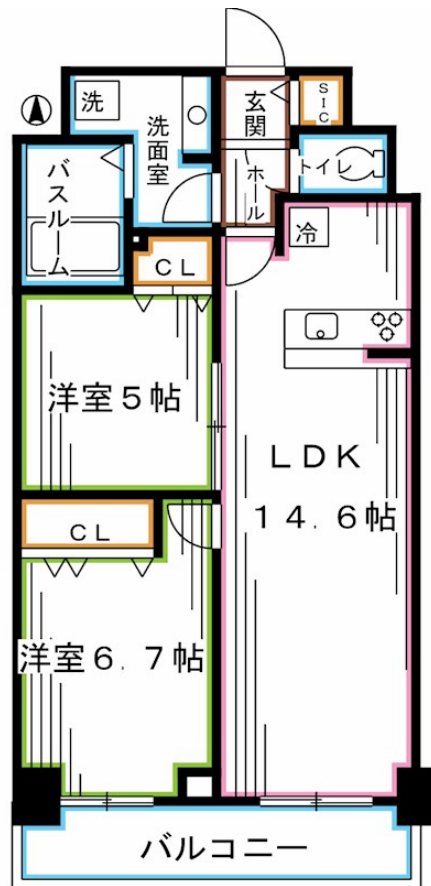 洗
洗面室
玄関
SIC
バスルーム
ホール
トイレ
冷
CL
洋室5帖
LDK
14.6帖
CL
洋室6.7帖
バルコニー